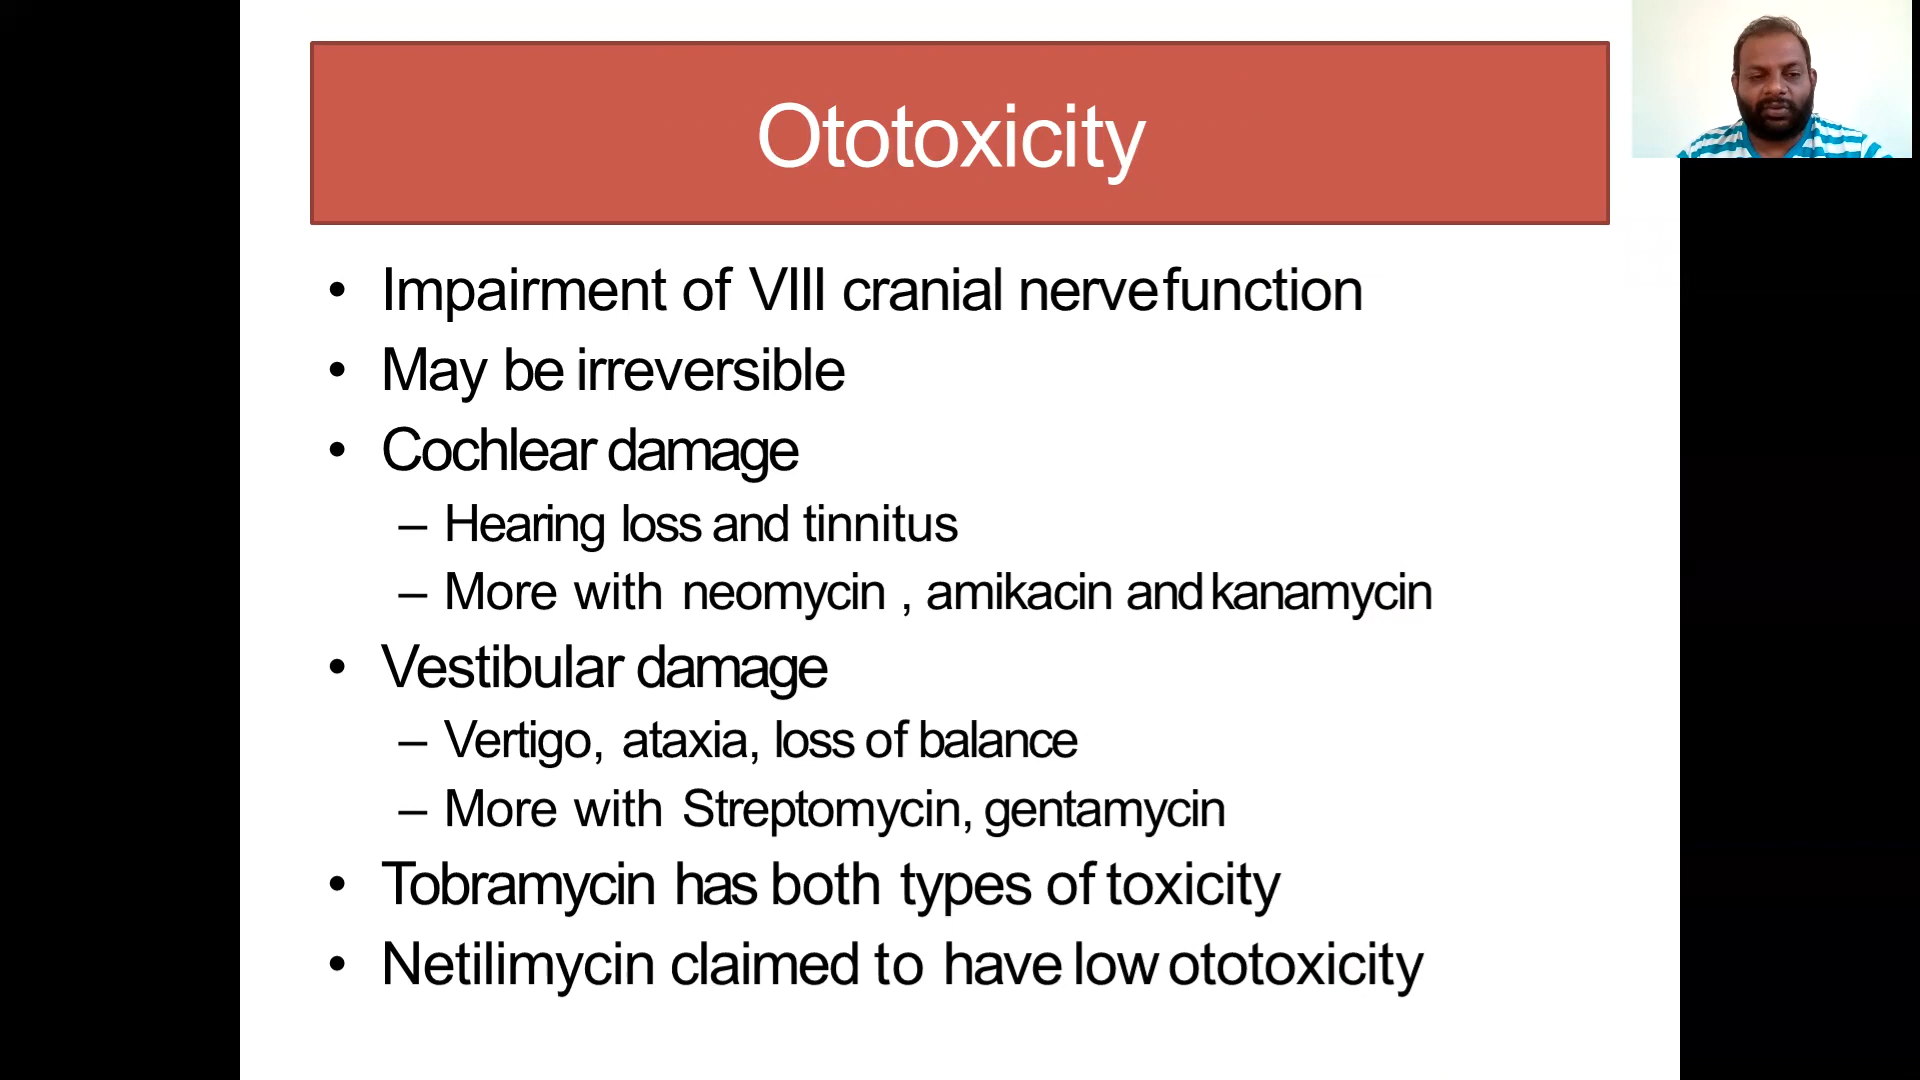 Ototoxicity
• Impairment of VIII cranial nerve function
• May be irreversible
• Cochlear damage
– Hearing loss and tinnitus
– More with neomycin , amikacin and kanamycin
• Vestibular damage
– Vertigo, ataxia, loss of balance
– More with Streptomycin, gentamycin
• Tobramycin has both types of toxicity
• Netilimycin claimed to have low ototoxicity